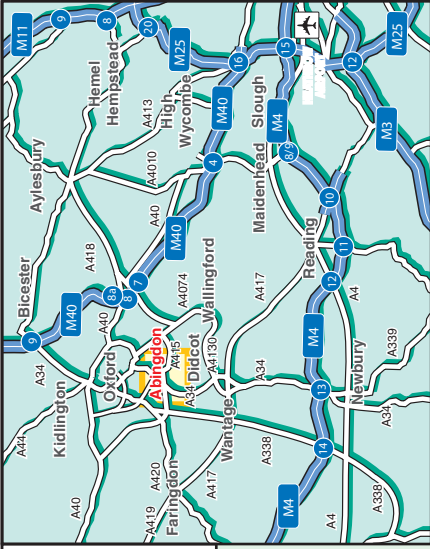 M11
9
8
20
M25
16
15
12
M25
Hemel
Hempstead
A413
High
Wycombe
M40
Slough
M4
M3
Aylesbury
A4010
4
Maidenhead
8/9
A40
10
Bicester
A418
M40
Reading
11
M40
8a
8
7
A4074
Wallingford
A417
12
A4
9
A40
A34
Oxford
Abingdon
A415
Didcot
A4130
M4
A339
Kidlington
A34
A34
13
Newbury
A44
Wantage
A34
A420
Faringdon
A338
14
A40
A419
A417
M4
A4
A338